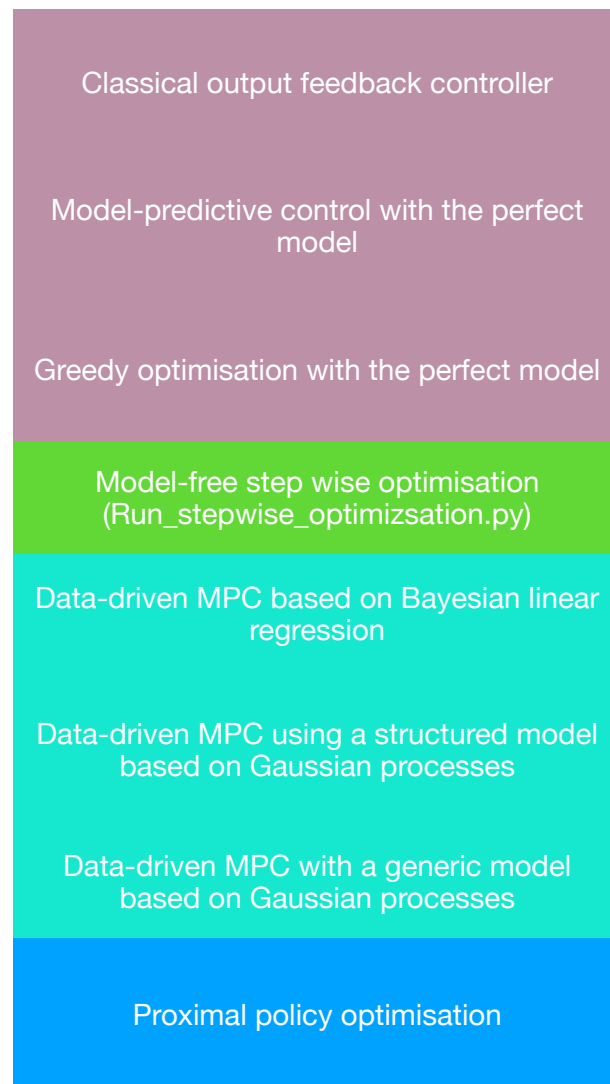 Classical output feedback controller
Model-predictive control with the perfect
model
Greedy optimisation with the perfect model
Model-free step wise optimisation
(Run_stepwise_optimizsation.py)
Data-driven MPC based on Bayesian linear
regression
Data-driven MPC using a structured model
based on Gaussian processes
Data-driven MPC with a generic model
based on Gaussian processes
Proximal policy optimisation